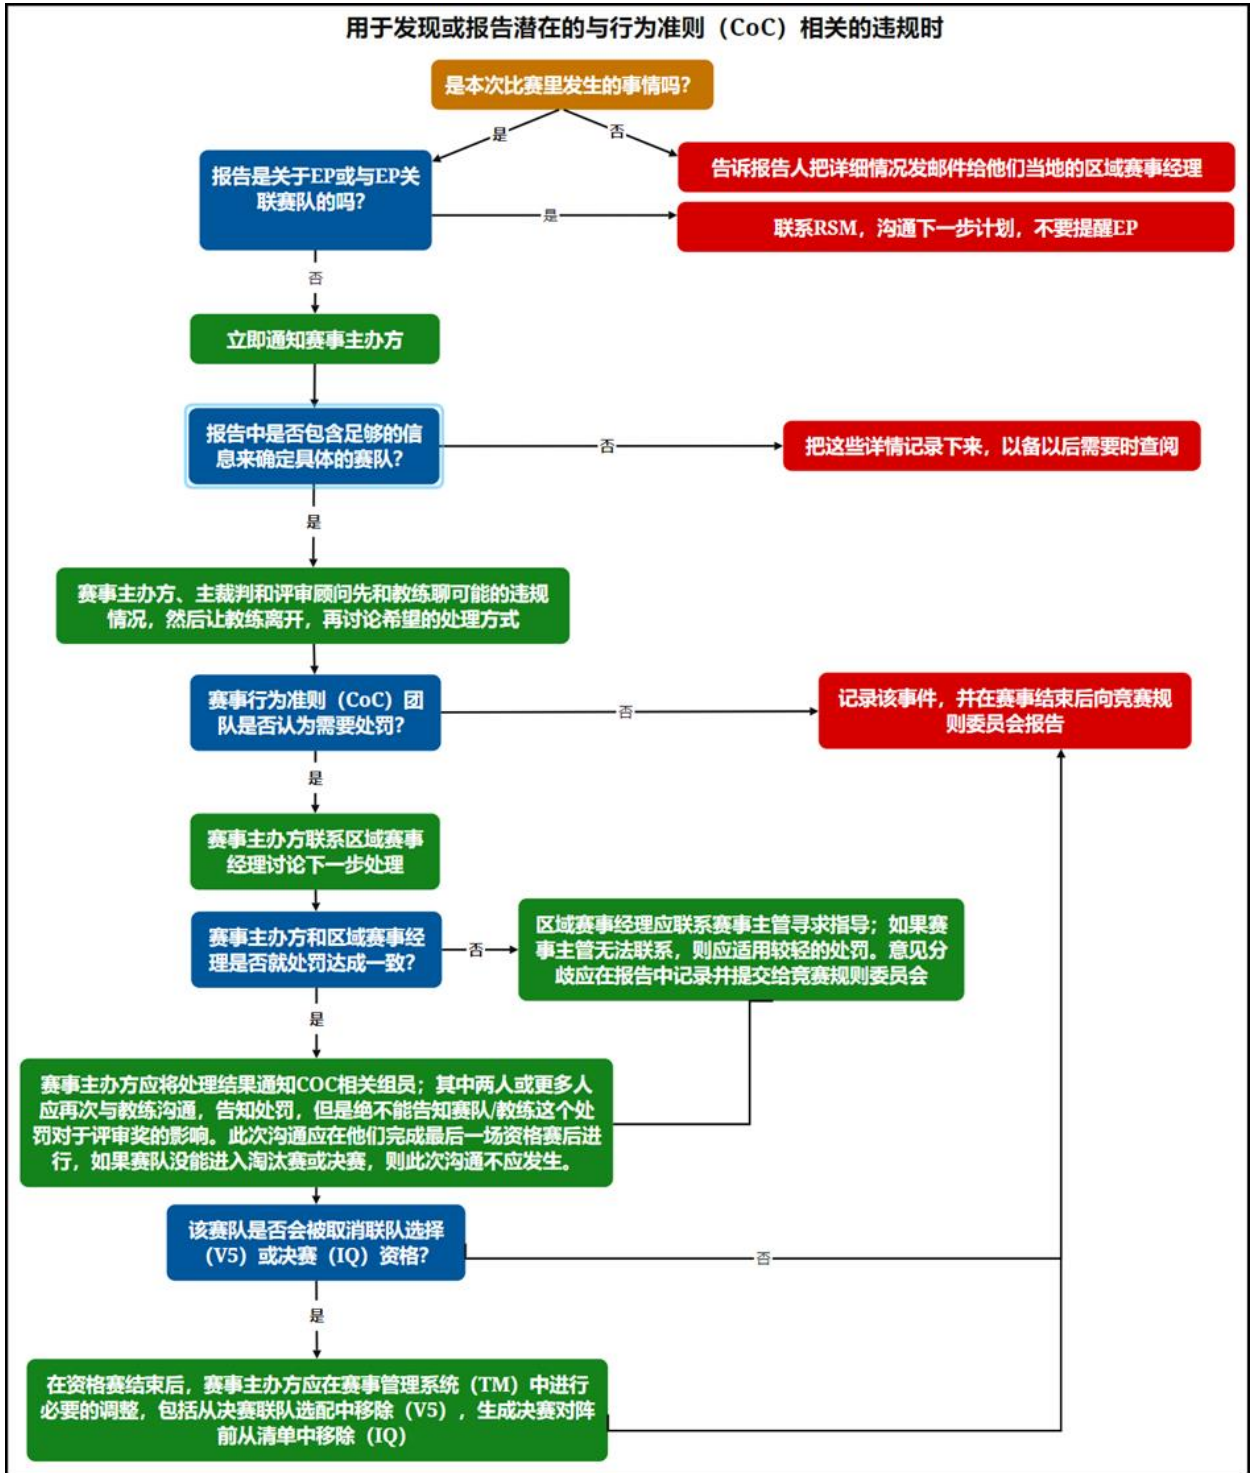 用于发现或报告潜在的与行为准则（CoC）相关的违规时
是本次比赛里发生的事情吗？
是
否
报告是关于EP或与EP关
联赛队的吗？
告诉报告人把详细情况发邮件给他们当地的区域赛事经理
是
联系RSM，沟通下一步计划，不要提醒EP
否
立即通知赛事主办方
报告中是否包含足够的信
息来确定具体的赛队？
否
把这些详情记录下来，以备以后需要时查阅
是
赛事主办方、主裁判和评审顾问先和教练聊可能的违规
情况，然后让教练离开，再讨论希望的处理方式
赛事行为准则（CoC）团
队是否认为需要处罚？
否
记录该事件，并在赛事结束后向竞赛规
则委员会报告
是
赛事主办方联系区域赛事
经理讨论下一步处理
赛事主办方和区域赛事经
理是否就处罚达成一致？
否
区域赛事经理应联系赛事主管寻求指导；如果赛
事主管无法联系，则应适用较轻的处罚。意见分
歧应在报告中记录并提交给竞赛规则委员会
是
赛事主办方应将处理结果通知COC相关组员；其中两人或更多人
应再次与教练沟通，告知处罚，但是绝不能告知赛队/教练这个处
罚对于评审奖的影响。此次沟通应在他们完成最后一场资格赛后进
行，如果赛队没能进入淘汰赛或决赛，则此次沟通不应发生。
该赛队是否会被取消联队选择
（V5）或决赛（IQ）资格？
否
是
在资格赛结束后，赛事主办方应在赛事管理系统（TM）中进行
必要的调整，包括从决赛联队选配中移除（V5），生成决赛对阵
前从清单中移除（IQ）